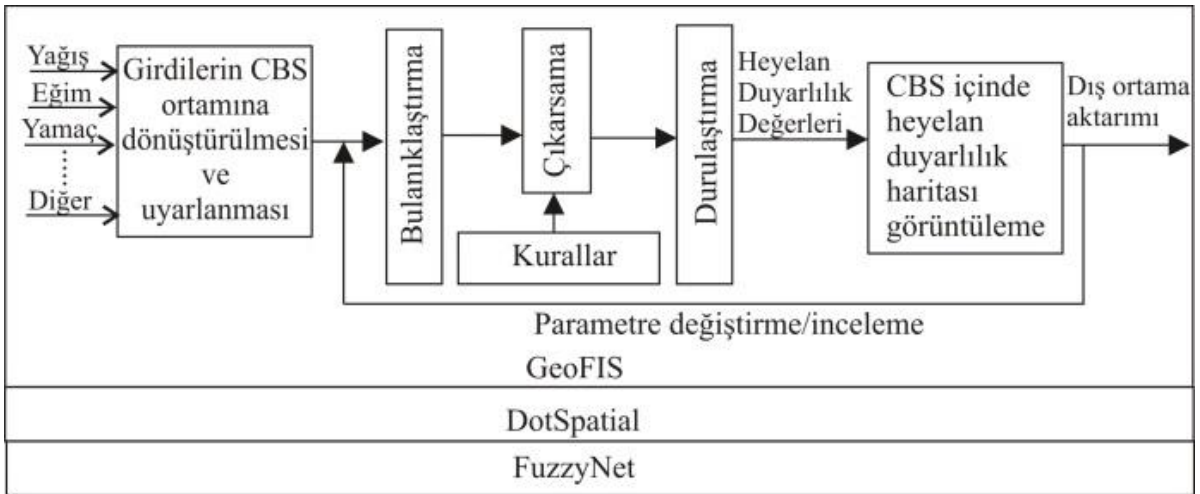 Yağış
Eğim
Yamaç
Diğer
Girdilerin CBS
ortamına
dönüştürülmesi
ve
uyarlanması
Bulanıklaştırma
Çıkarsama
Kurallar
Durulaştırma
Heyelan
Duyarlılık
Değerleri
CBS içinde
heyelan
duyarlılık
haritası
görüntüleme
Dış ortama
aktarımı
Parametre değiştirme/inceleme
GeoFIS
DotSpatial
FuzzyNet